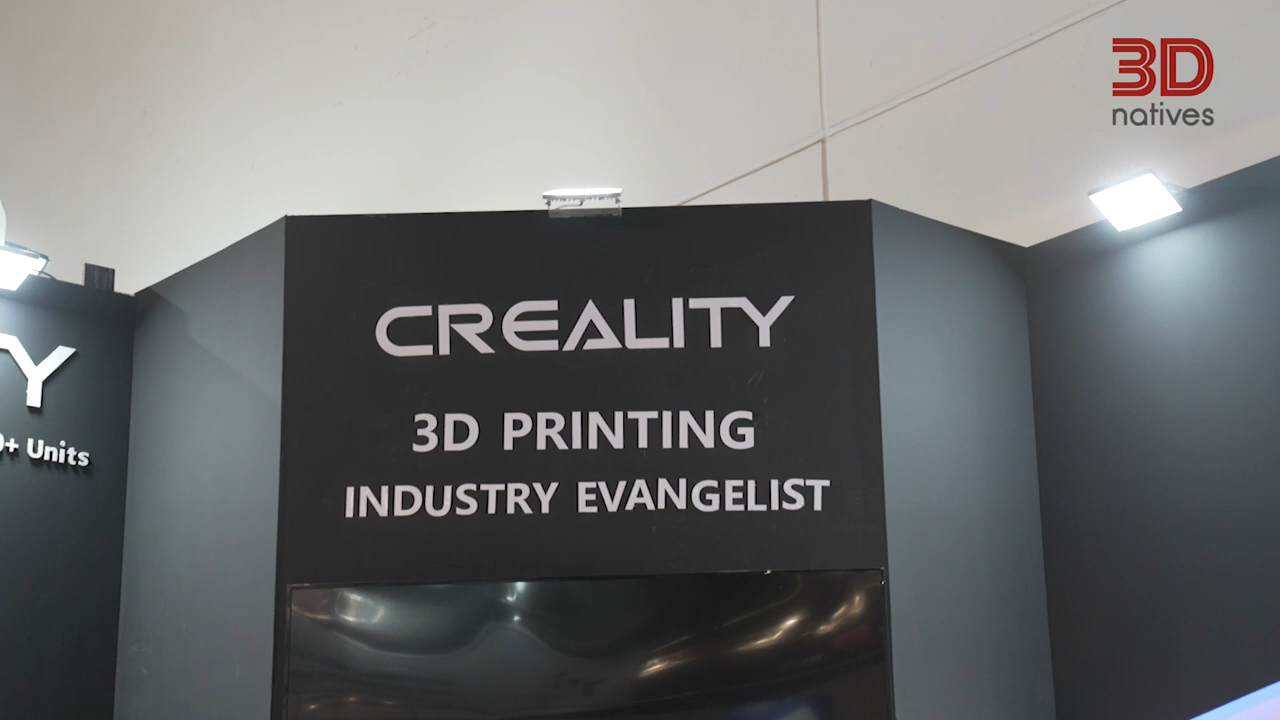 3D
natives
CREALITY
3D PRINTING
INDUSTRY EVANGELIST
Y
+ Units